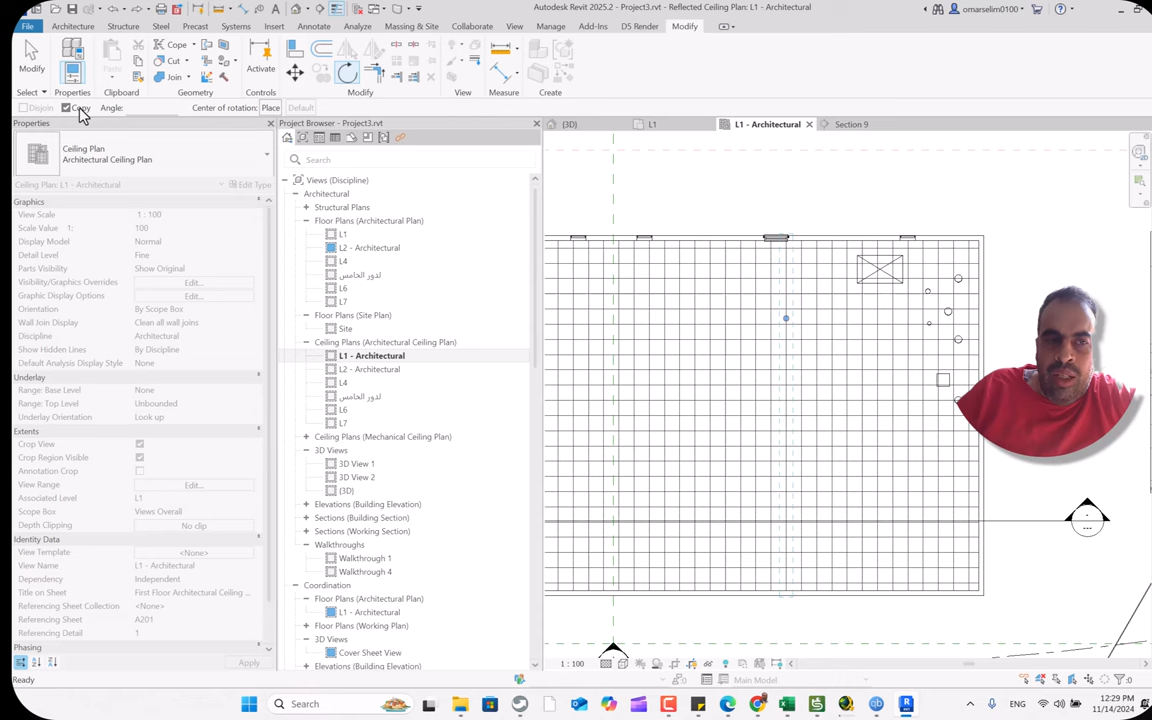 Autodesk Revit 2025.2 - Project3.rvt - Reflected Ceiling Plan: L1 - Architectural
omarselim0100
File Architecture Structure Steel Precast Systems Insert Annotate Analyze Massing & Site Collaborate View Manage Add-Ins D5 Render Modify
Modify Cope Cut Join Activate
Select Properties Clipboard Geometry Controls Modify View Measure Create
Disjoin Copy Angle: Center of rotation: Place Default
Properties
Ceiling Plan
Architectural Ceiling Plan
Ceiling Plan: L1 - Architectural Edit Type
Graphics
View Scale 1 : 100
Scale Value 1: 100
Display Model Normal
Detail Level Fine
Parts Visibility Show Original
Visibility/Graphics Overrides Edit...
Graphic Display Options Edit...
Orientation By Scope Box
Wall Join Display Clean all wall joins
Discipline Architectural
Show Hidden Lines By Discipline
Default Analysis Display Style None
Underlay
Range: Base Level None
Range: Top Level Unbounded
Underlay Orientation Look up
Extents
Crop View
Crop Region Visible
Annotation Crop
View Range Edit...
Associated Level L1
Scope Box Views Overall
Depth Clipping No clip
Identity Data
View Template <None>
View Name L1 - Architectural
Dependency Independent
Title on Sheet First Floor Architectural Ceiling ...
Referencing Sheet Collection <None>
Referencing Sheet A201
Referencing Detail 1
Phasing
Apply
Ready
Project Browser - Project3.rvt
Search
Views (Discipline)
Architectural
Structural Plans
Floor Plans (Architectural Plan)
L1
L2 - Architectural
L4
لدور الخامس
L6
L7
Floor Plans (Site Plan)
Site
Ceiling Plans (Architectural Ceiling Plan)
L1 - Architectural
L2 - Architectural
L4
لدور الخامس
L6
L7
Ceiling Plans (Mechanical Ceiling Plan)
3D Views
3D View 1
3D View 2
{3D}
Elevations (Building Elevation)
Sections (Building Section)
Sections (Working Section)
Walkthroughs
Walkthrough 1
Walkthrough 4
Coordination
Floor Plans (Architectural Plan)
L1 - Architectural
Floor Plans (Working Plan)
3D Views
Cover Sheet View
Elevations (Building Elevation)
{3D} L1 L1 - Architectural Section 9
1 : 100
:0 Main Model :0
Search
ENG 12:29 PM
11/14/2024